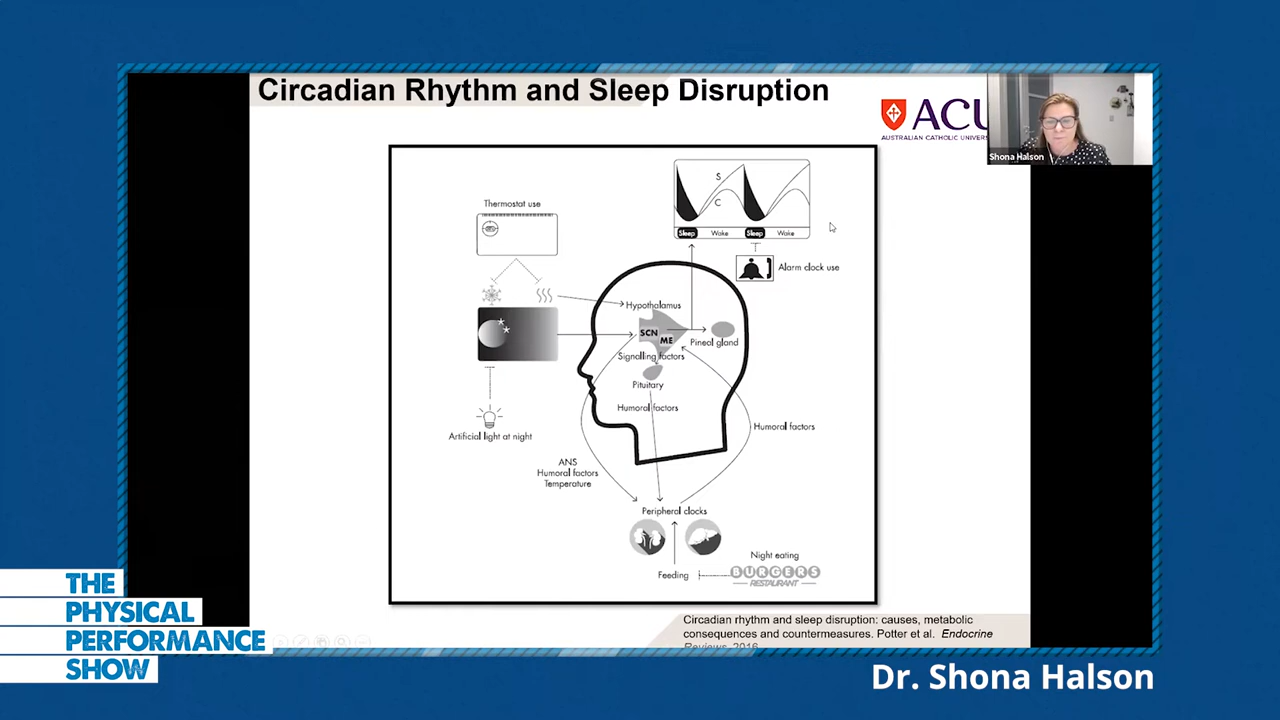 Circadian Rhythm and Sleep Disruption
ACU
AUSTRALIAN CATHOLIC UNIVERS
Shona Halson
Thermostat use
S
C
Sleep
Wake
Sleep
Wake
Alarm clock use
Hypothalamus
SCN
ME
Pineal gland
Signalling factors
Pituitary
Humoral factors
Artificial light at night
Humoral factors
ANS
Humoral factors
Temperature
Peripheral clocks
Night eating
Feeding
BURGERS
RESTAURANT
Circadian rhythm and sleep disruption: causes, metabolic
consequences and countermeasures. Potter et al. Endocrine
Reviews, 2016
THE
PHYSICAL
PERFORMANCE
SHOW
Dr. Shona Halson